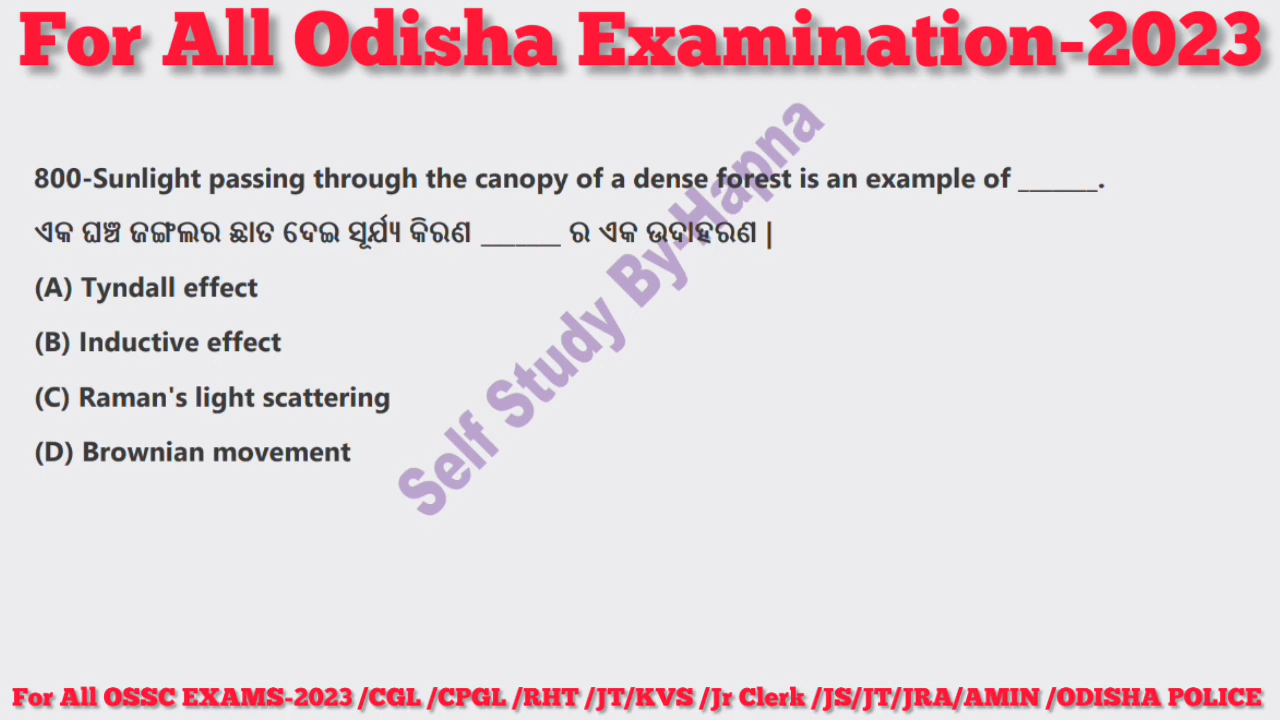 For All Odisha Examination-2023
800-Sunlight passing through the canopy of a dense forest is an example of ______.
ଏକ ଘଞ୍ଚ ଜଙ୍ଗଲର ଛାତ ଦେଇ ସୂର୍ଯ୍ୟ କିରଣ ______ ର ଏକ ଉଦାହରଣ |
(A) Tyndall effect
(B) Inductive effect
(C) Raman's light scattering
(D) Brownian movement
Self Study By-Hapna
For All OSSC EXAMS-2023 /CGL /CPGL /RHT /JT/KVS /Jr Clerk /JS/JT/JRA/AMIN /ODISHA POLICE